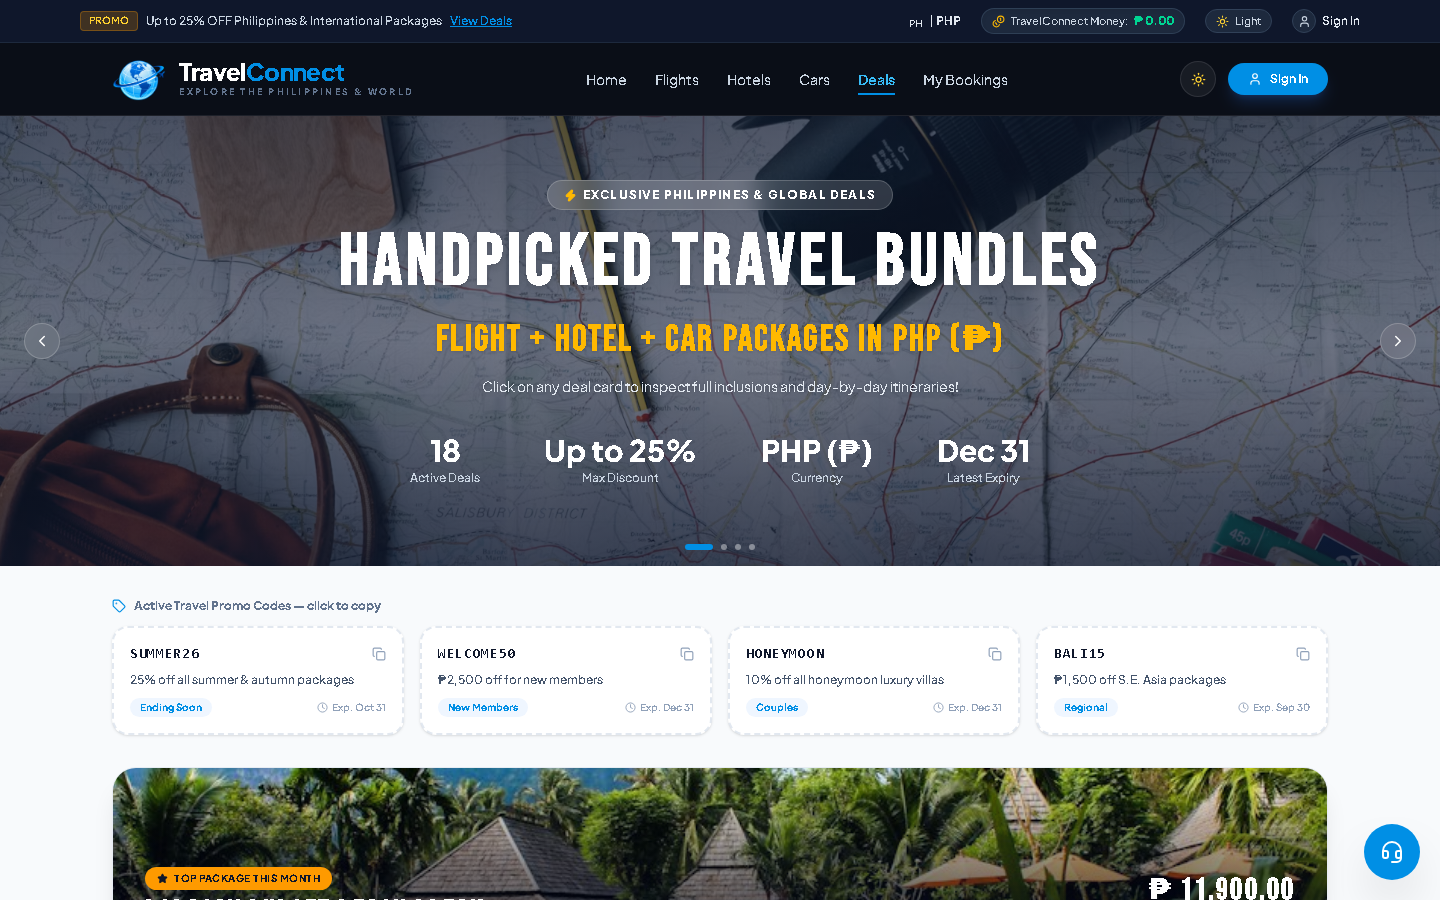 PROMO Up to 25% OFF Philippines & International Packages View Deals
PH | PHP
TravelConnect Money: ₱0.00
Light
Sign In
TravelConnect
EXPLORE THE PHILIPPINES & WORLD
Home Flights Hotels Cars Deals My Bookings
Sign In
EXCLUSIVE PHILIPPINES & GLOBAL DEALS
HANDPICKED TRAVEL BUNDLES
FLIGHT + HOTEL + CAR PACKAGES IN PHP (₱)
Click on any deal card to inspect full inclusions and day-by-day itineraries!
18 Up to 25% PHP (₱) Dec 31
Active Deals Max Discount Currency Latest Expiry
SALISBURY DISTRICT
45p
Active Travel Promo Codes — click to copy
SUMMER26
25% off all summer & autumn packages
Ending Soon Exp. Oct 31
WELCOME50
₱2,500 off for new members
New Members Exp. Dec 31
HONEYMOON
10% off all honeymoon luxury villas
Couples Exp. Dec 31
BALI15
₱1,500 off S.E. Asia packages
Regional Exp. Sep 30
TOP PACKAGE THIS MONTH
₱ 11,900.00